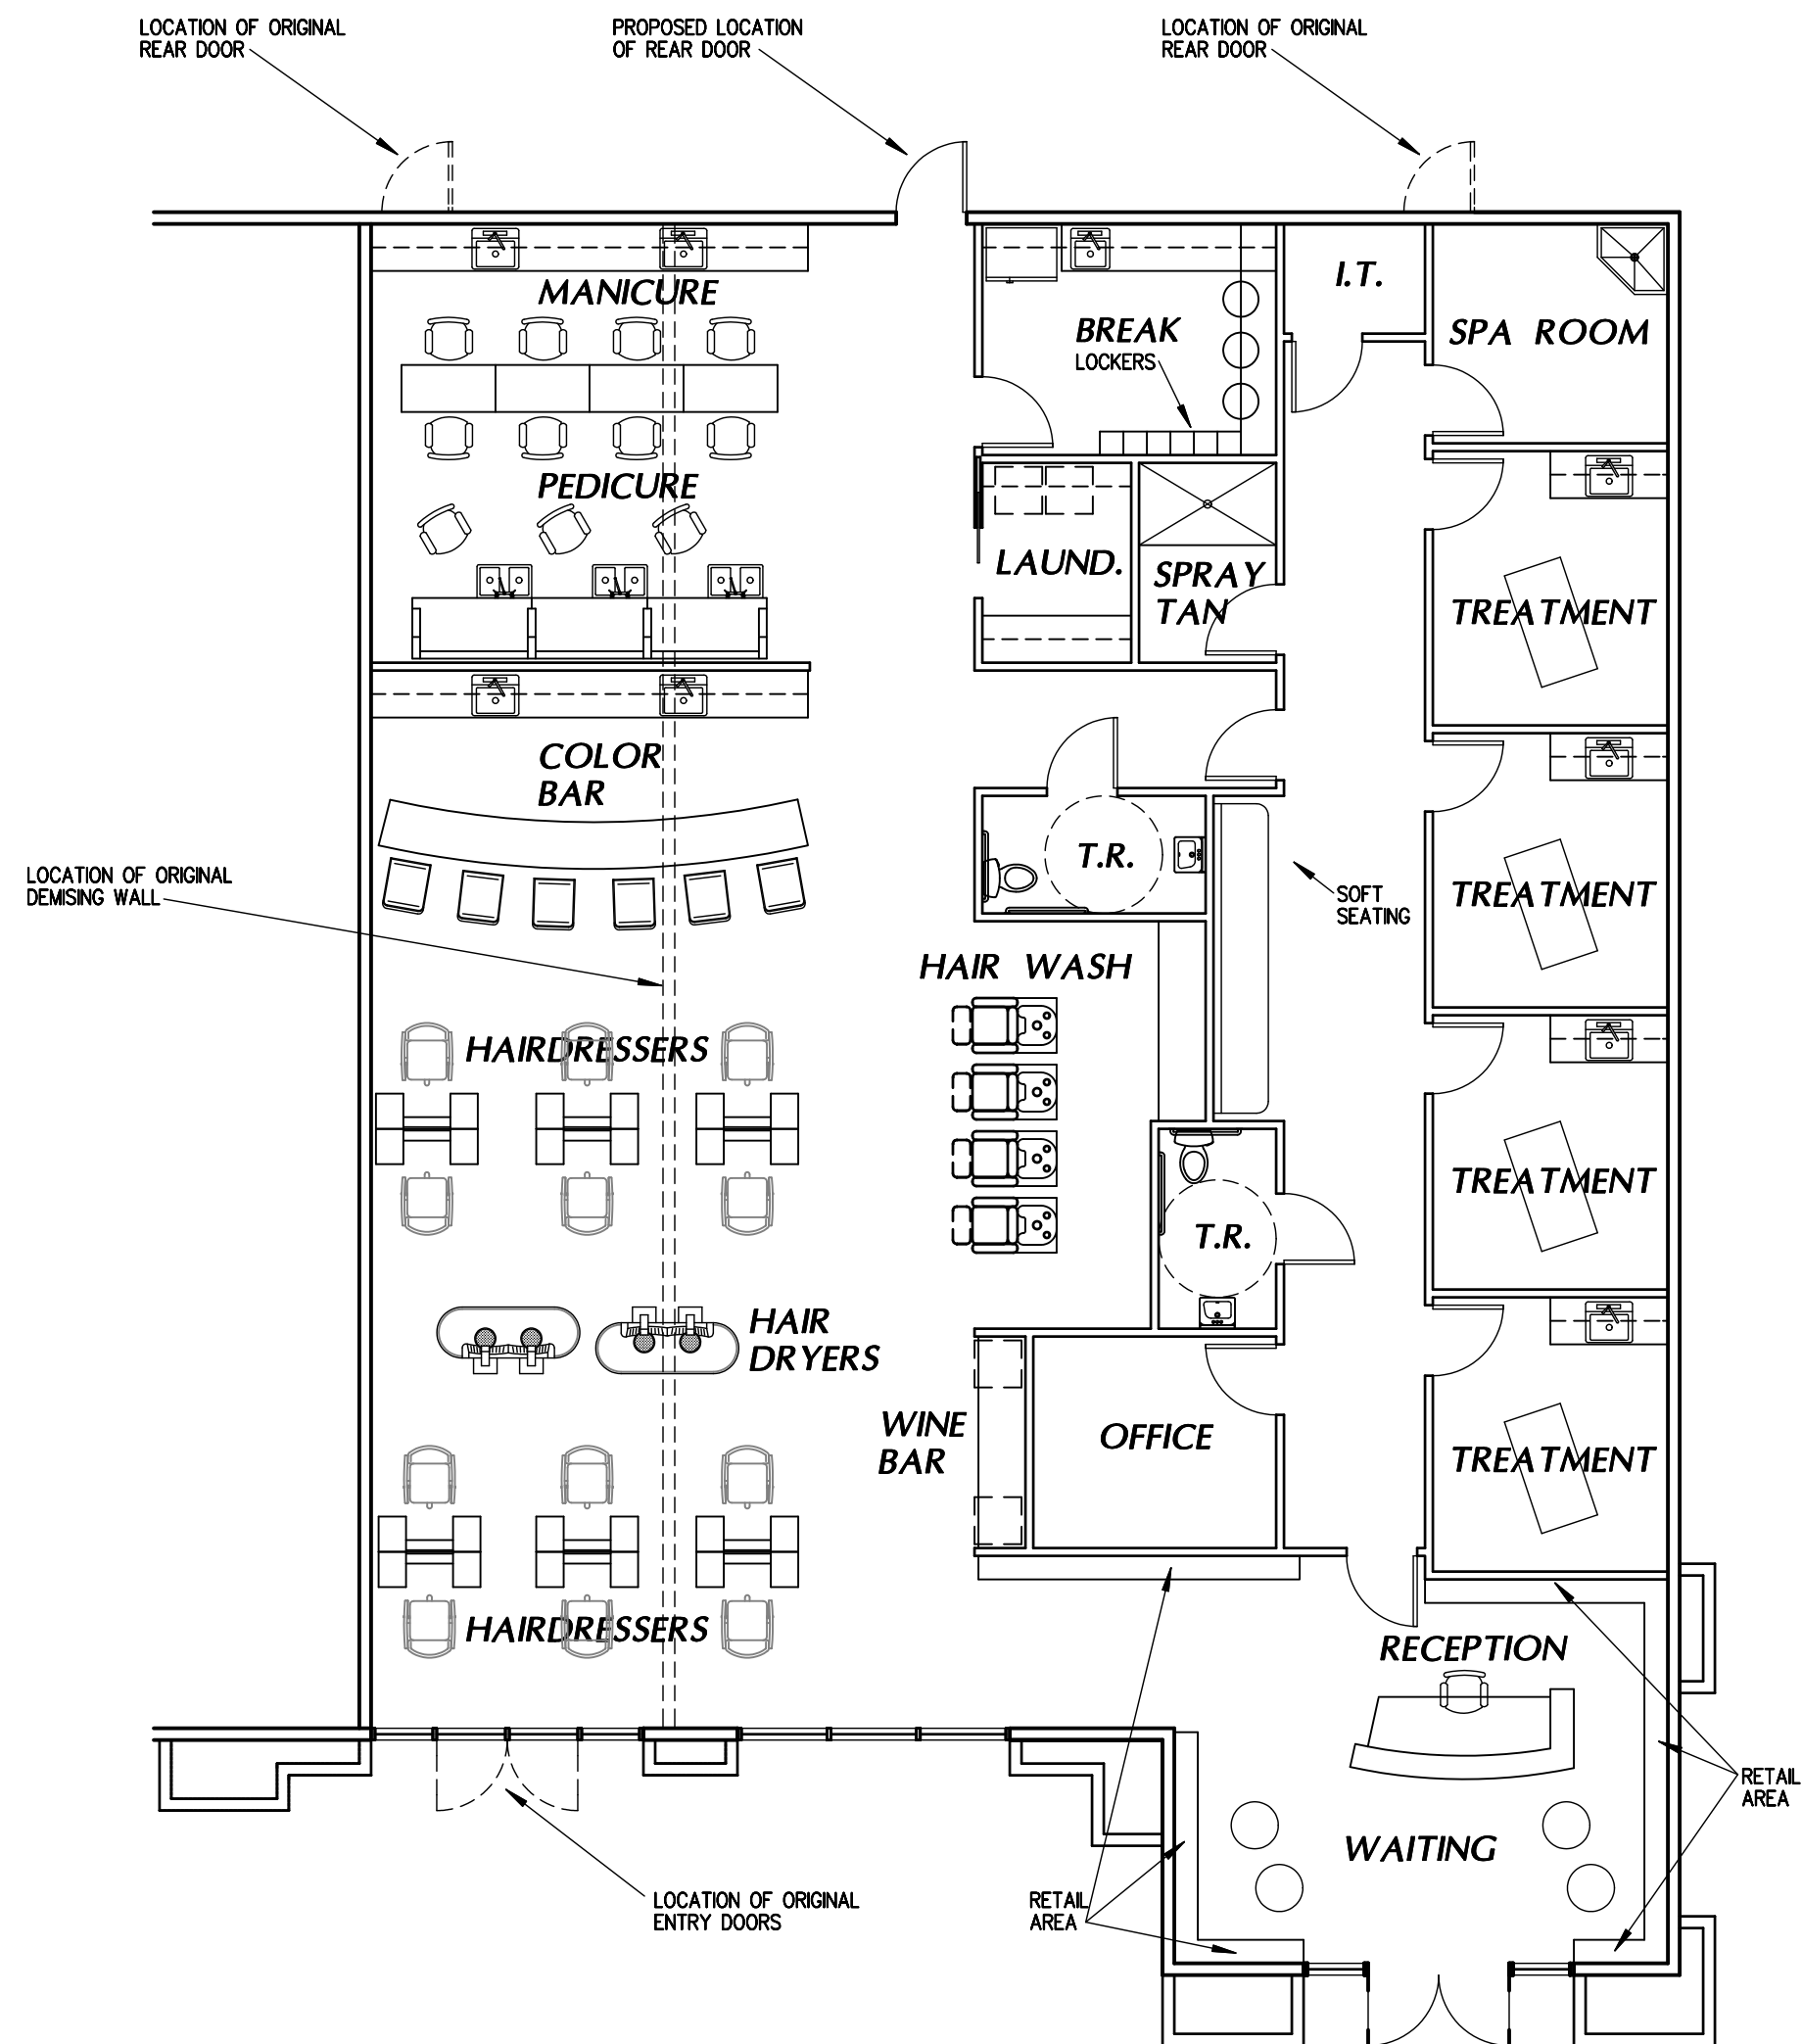 LOCATION OF ORIGINAL
REAR DOOR
PROPOSED LOCATION
OF REAR DOOR
LOCATION OF ORIGINAL
REAR DOOR
MANICURE
I.T.
BREAK
LOCKERS
SPA ROOM
PEDICURE
LAUND.
SPRAY
TAN
TREATMENT
COLOR
BAR
T.R.
LOCATION OF ORIGINAL
DEMISING WALL
SOFT
SEATING
TREATMENT
HAIR WASH
HAIRDRESSERS
TREATMENT
T.R.
HAIR
DRYERS
WINE
BAR
OFFICE
TREATMENT
HAIRDRESSERS
RECEPTION
RETAIL
AREA
WAITING
LOCATION OF ORIGINAL
ENTRY DOORS
RETAIL
AREA